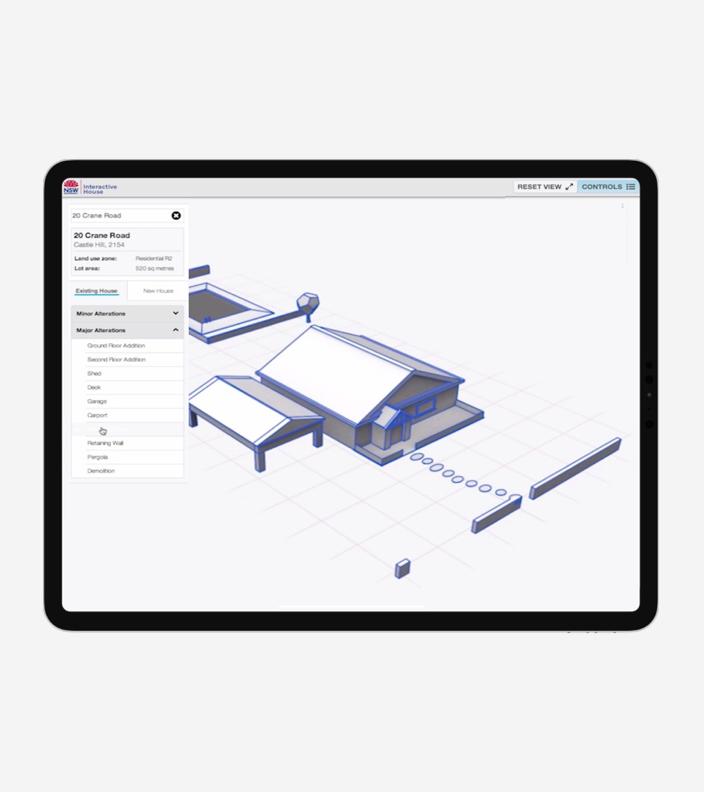 NSW
Interactive
House
RESET VIEW
CONTROLS
20 Crane Road
20 Crane Road
Castle Hill, 2154
Land use zone: Residential R2
Lot area: 520 sq metres
Existing House
New House
Minor Alterations
Major Alterations
Ground Floor Addition
Second Floor Addition
Shed
Deck
Garage
Carport
Retaining Wall
Pergola
Demolition